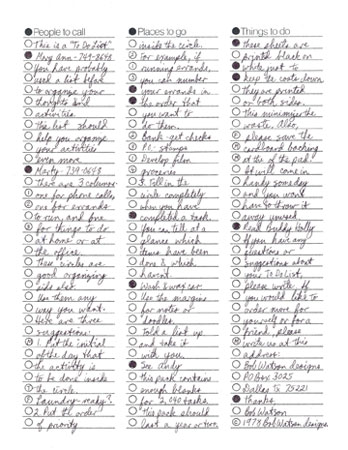 People to call
This is a "To Do List"
Mary Ann - 749-8643
You have probably
used a list before
to organize your
thoughts and
activities.
This list should
help you organize
your activities
even more.
Marty - 739-8643
There are 3 columns:
one for phone calls,
one for errands
to run, and one
for things to do
at home or at
the office.
These circles are
good organizing
aids also.
Use them any
way you want.
Here are three
suggestions:
1. Put the initial
of the day that
the activity is
to be done inside
the circle.
Laundry-ready?
2. Put the order
of priority
Places to go
inside the circle.
For example, if
running errands,
you can number
your errands in
the order that
you want to
do them.
bank - get checks
P.O. stamps
Develop film
groceries
3. Fill in the
circle completely
when you have
completed a task.
You can tell at a
glance which
items have been
done & which
haven't.
Wash & wax car
Use the margins
for notes or
doodles.
Fold a list up
and take it
with you.
See Andy
This pack contains
enough blanks
for 2,040 tasks.
This pack should
last a year or two.
Things to do
These sheets are
print black on
white just to
keep the costs down
They are printed
on both sides.
This minimizes the
waste. Also,
please save the
cardboard backing
at the of the pad.
It will come in
handy someday
and you won't
have to throw it
away unused.
Read Buddy Holly
If you have any
questions or
suggestions about
your To Do List,
please write. If
you would like to
order more for
yourself or for a
friend, please
write us at this
address:
Bob Watson designs
PO Box 3025
Dallas Tx 75221
thanks.
Bob Watson
© 1978 Bob Watson designs.